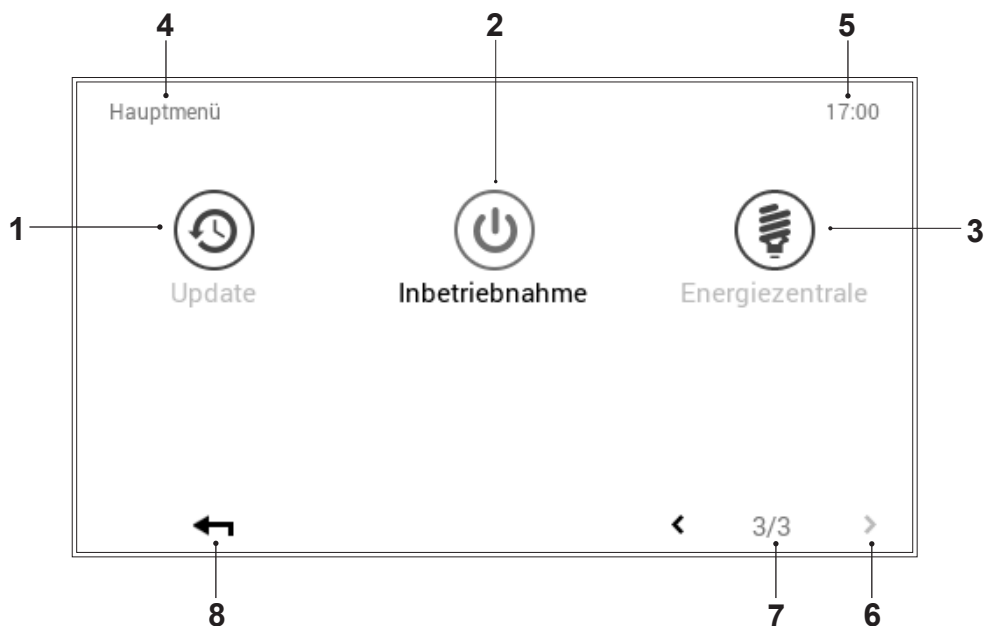 4 2 5
Hauptmenü 17:00
1 3
Update Inbetriebnahme Energiezentrale
3/3
8 7 6